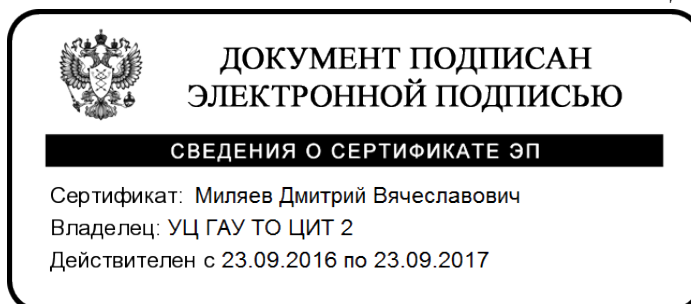 ДОКУМЕНТ ПОДПИСАН
ЭЛЕКТРОННОЙ ПОДПИСЬЮ
СВЕДЕНИЯ О СЕРТИФИКАТЕ ЭП
Сертификат: Миляев Дмитрий Вячеславович
Владелец: УЦ ГАУ ТО ЦИТ 2
Действителен с 23.09.2016 по 23.09.2017